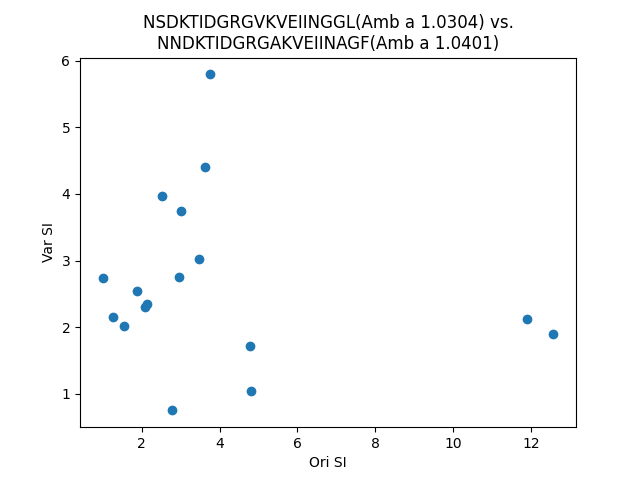 NSDKTIDGRGVKVEIINGGL(Amb a 1.0304) vs.
NNDKTIDGRGAKVEIINAGF(Amb a 1.0401)
6
5
4
3
2
1
Var SI
2 4 6 8 10 12
Ori SI